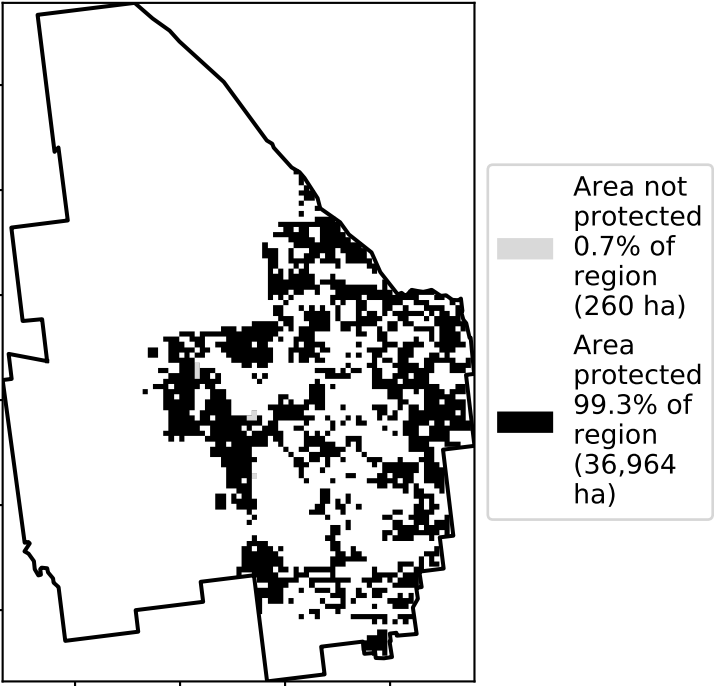 Area not
protected
0.7% of
region
(260 ha)
Area
protected
99.3% of
region
(36,964
ha)